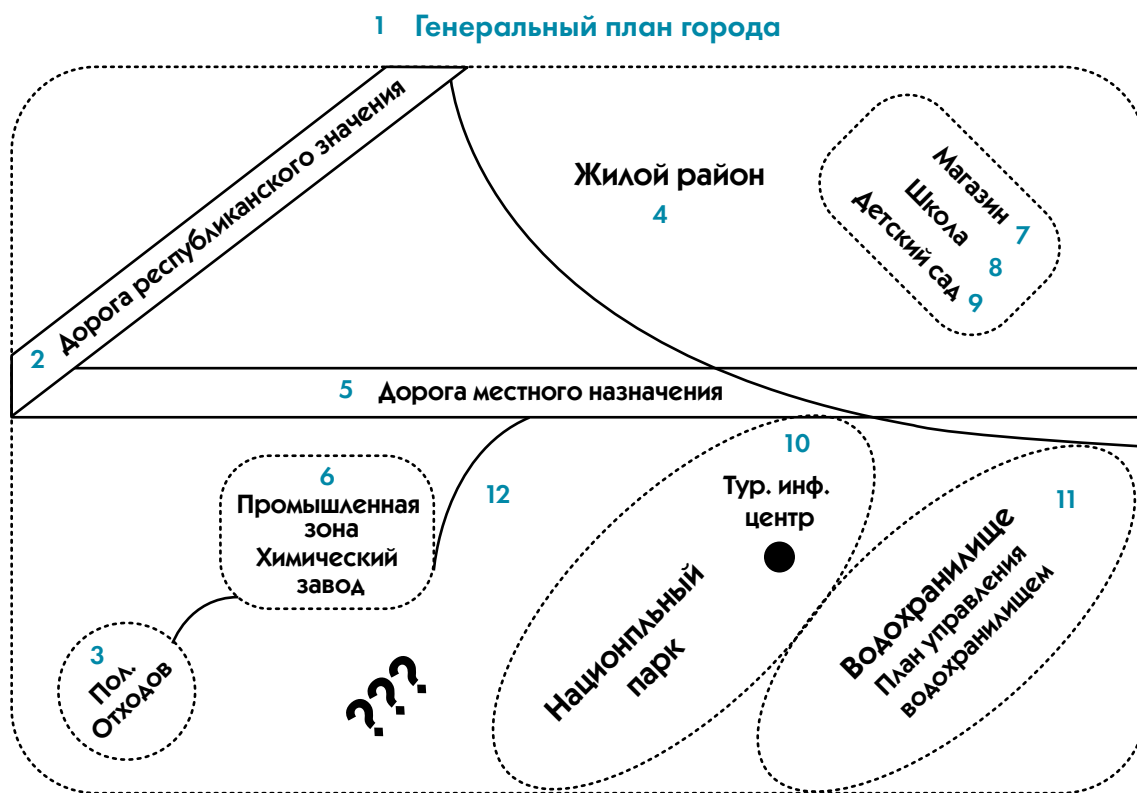 1 Генеральный план города
Дорога республиканского значения
2
Жилой район
4
Магазин
7
Школа
8
Детский сад
9
5 Дорога местного назначения
6
Промышленная
зона
Химический
завод
12
10
Тур. инф.
центр
11
Национпльный
парк
Водохранилище
План управления
водохранилищем
3
Пол.
Отходов
???